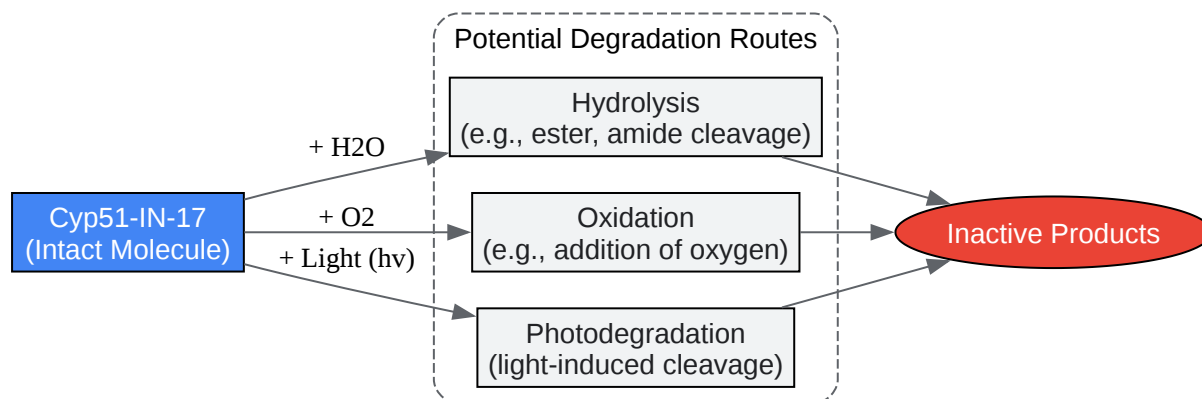 Potential Degradation Routes
Hydrolysis
(e.g., ester, amide cleavage)
+ H2O
Cyp51-IN-17
(Intact Molecule)
+ O2
Oxidation
(e.g., addition of oxygen)
Inactive Products
+ Light (hv)
Photodegradation
(light-induced cleavage)